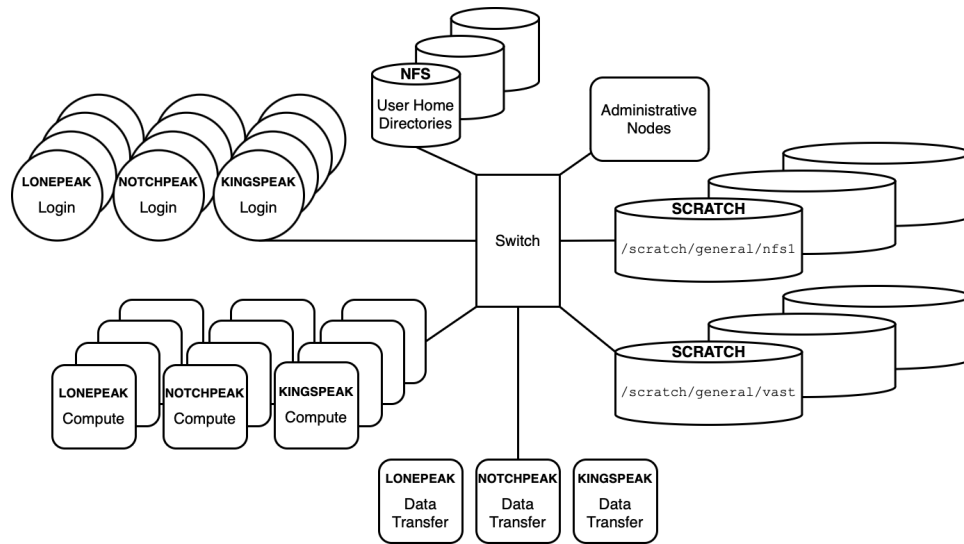 NFS
User Home
Directories
Administrative
Nodes
LONEPEAK
Login
NOTCHPEAK
Login
KINGSPEAK
Login
Switch
SCRATCH
/scratch/general/nfs1
SCRATCH
/scratch/general/vast
LONEPEAK
Compute
NOTCHPEAK
Compute
KINGSPEAK
Compute
LONEPEAK
Data
Transfer
NOTCHPEAK
Data
Transfer
KINGSPEAK
Data
Transfer